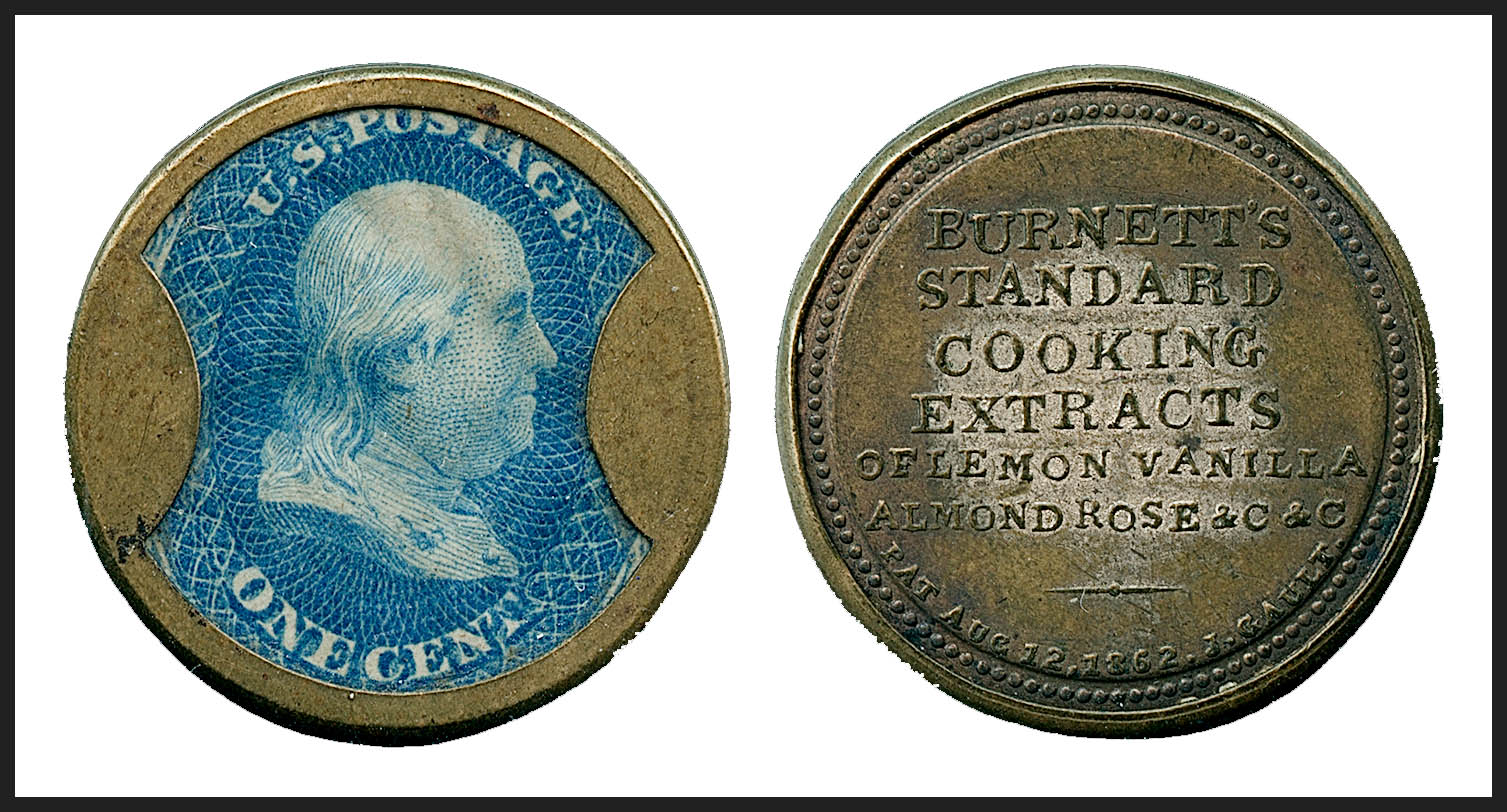 U.S. POSTAGE
ONE CENT
BURNETT'S
STANDARD
COOKING
EXTRACTS
OF LEMON VANILLA
ALMOND ROSE &C &C
PAT AUG 12, 1862. J. GAULT.